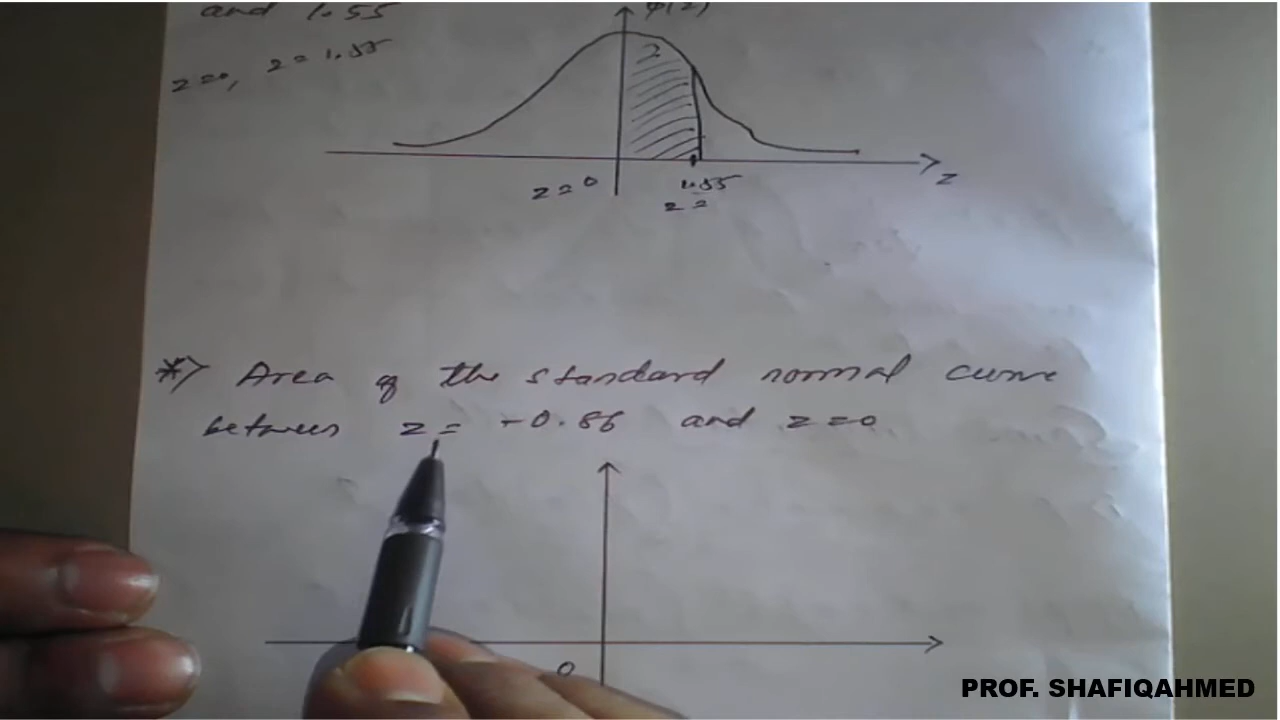 and 1.55
φ(z)
z=0, z=1.55
?
z=0
1.55
z=
z
*) Area of the standard normal curve
between z= -0.86 and z=0
0
PROF. SHAFIQAHMED